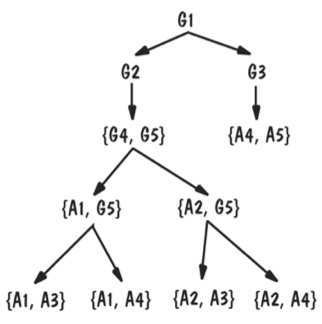 G1
G2 G3
{G4, G5} {A4, A5}
{A1, G5} {A2, G5}
{A1, A3} {A1, A4} {A2, A3} {A2, A4}